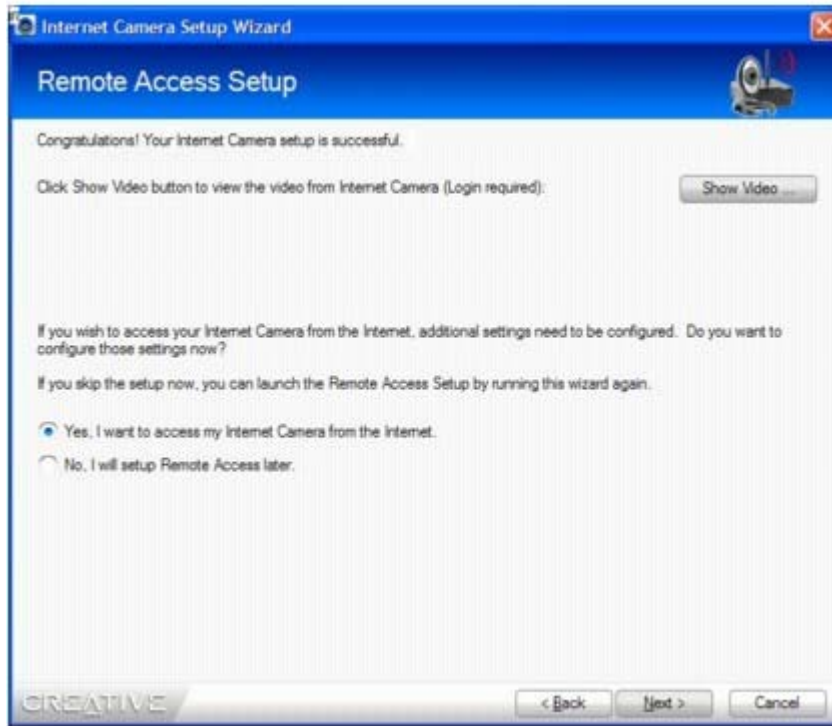 Internet Camera Setup Wizard
Remote Access Setup
Congratulations! Your Internet Camera setup is successful.
Click Show Video button to view the video from Internet Camera (Login required):
Show Video ...
If you wish to access your Internet Camera from the Internet, additional settings need to be configured. Do you want to
configure those settings now?
If you skip the setup now, you can launch the Remote Access Setup by running this wizard again.
Yes, I want to access my Internet Camera from the Internet.
No, I will setup Remote Access later.
CREATIVE
< Back
Next >
Cancel